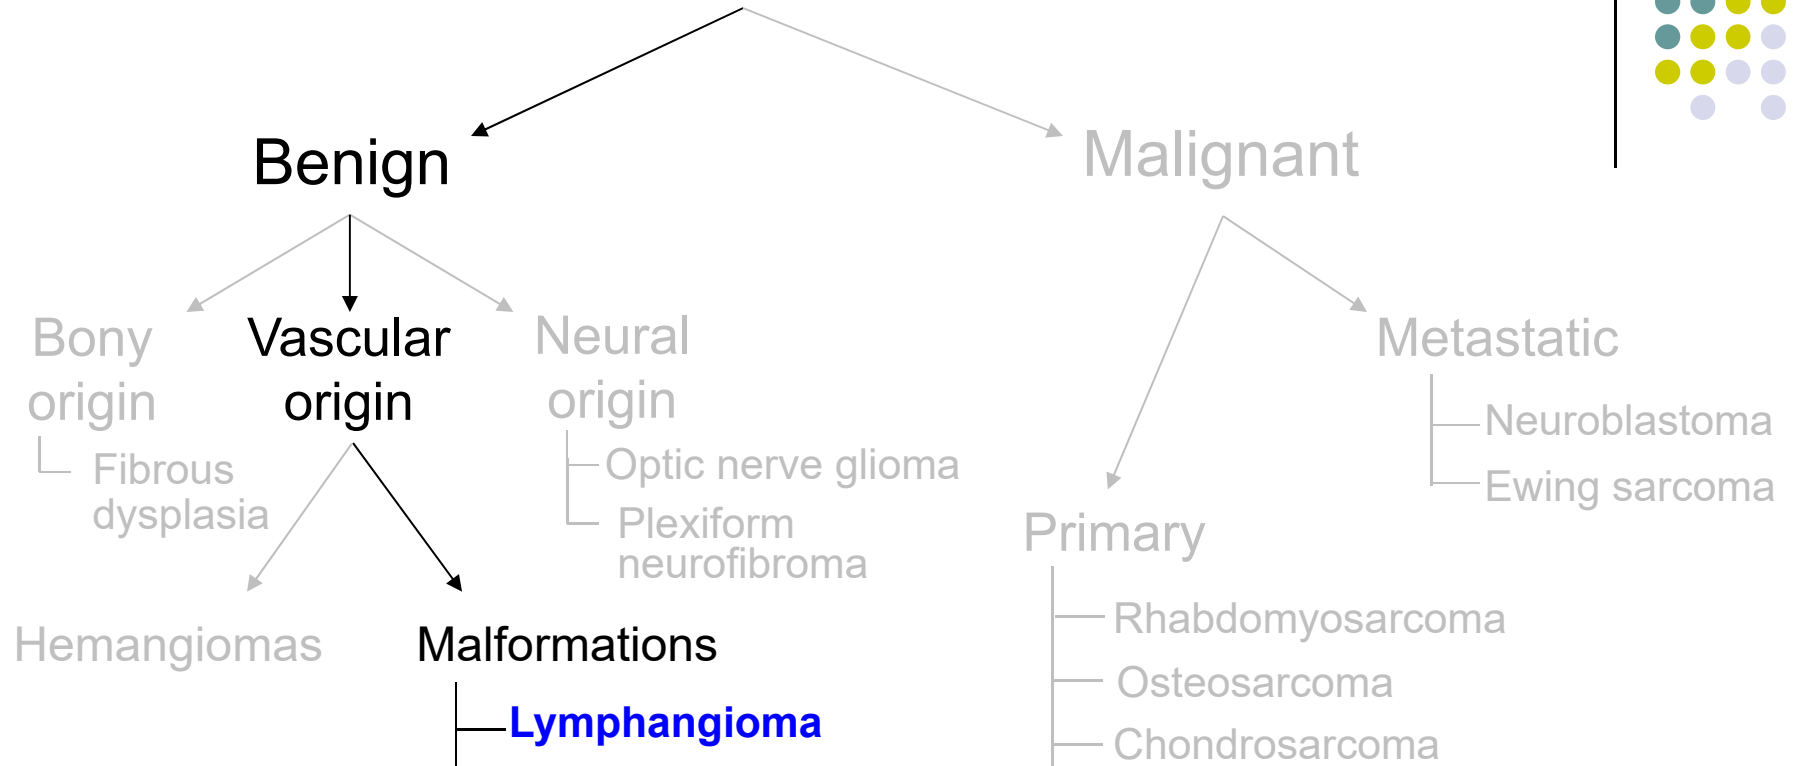 Benign
Malignant
Bony
origin
Vascular
origin
Neural
origin
Metastatic
Fibrous
dysplasia
Optic nerve glioma
Plexiform
neurofibroma
Neuroblastoma
Ewing sarcoma
Primary
Hemangiomas
Malformations
Lymphangioma
Rhabdomyosarcoma
Osteosarcoma
Chondrosarcoma